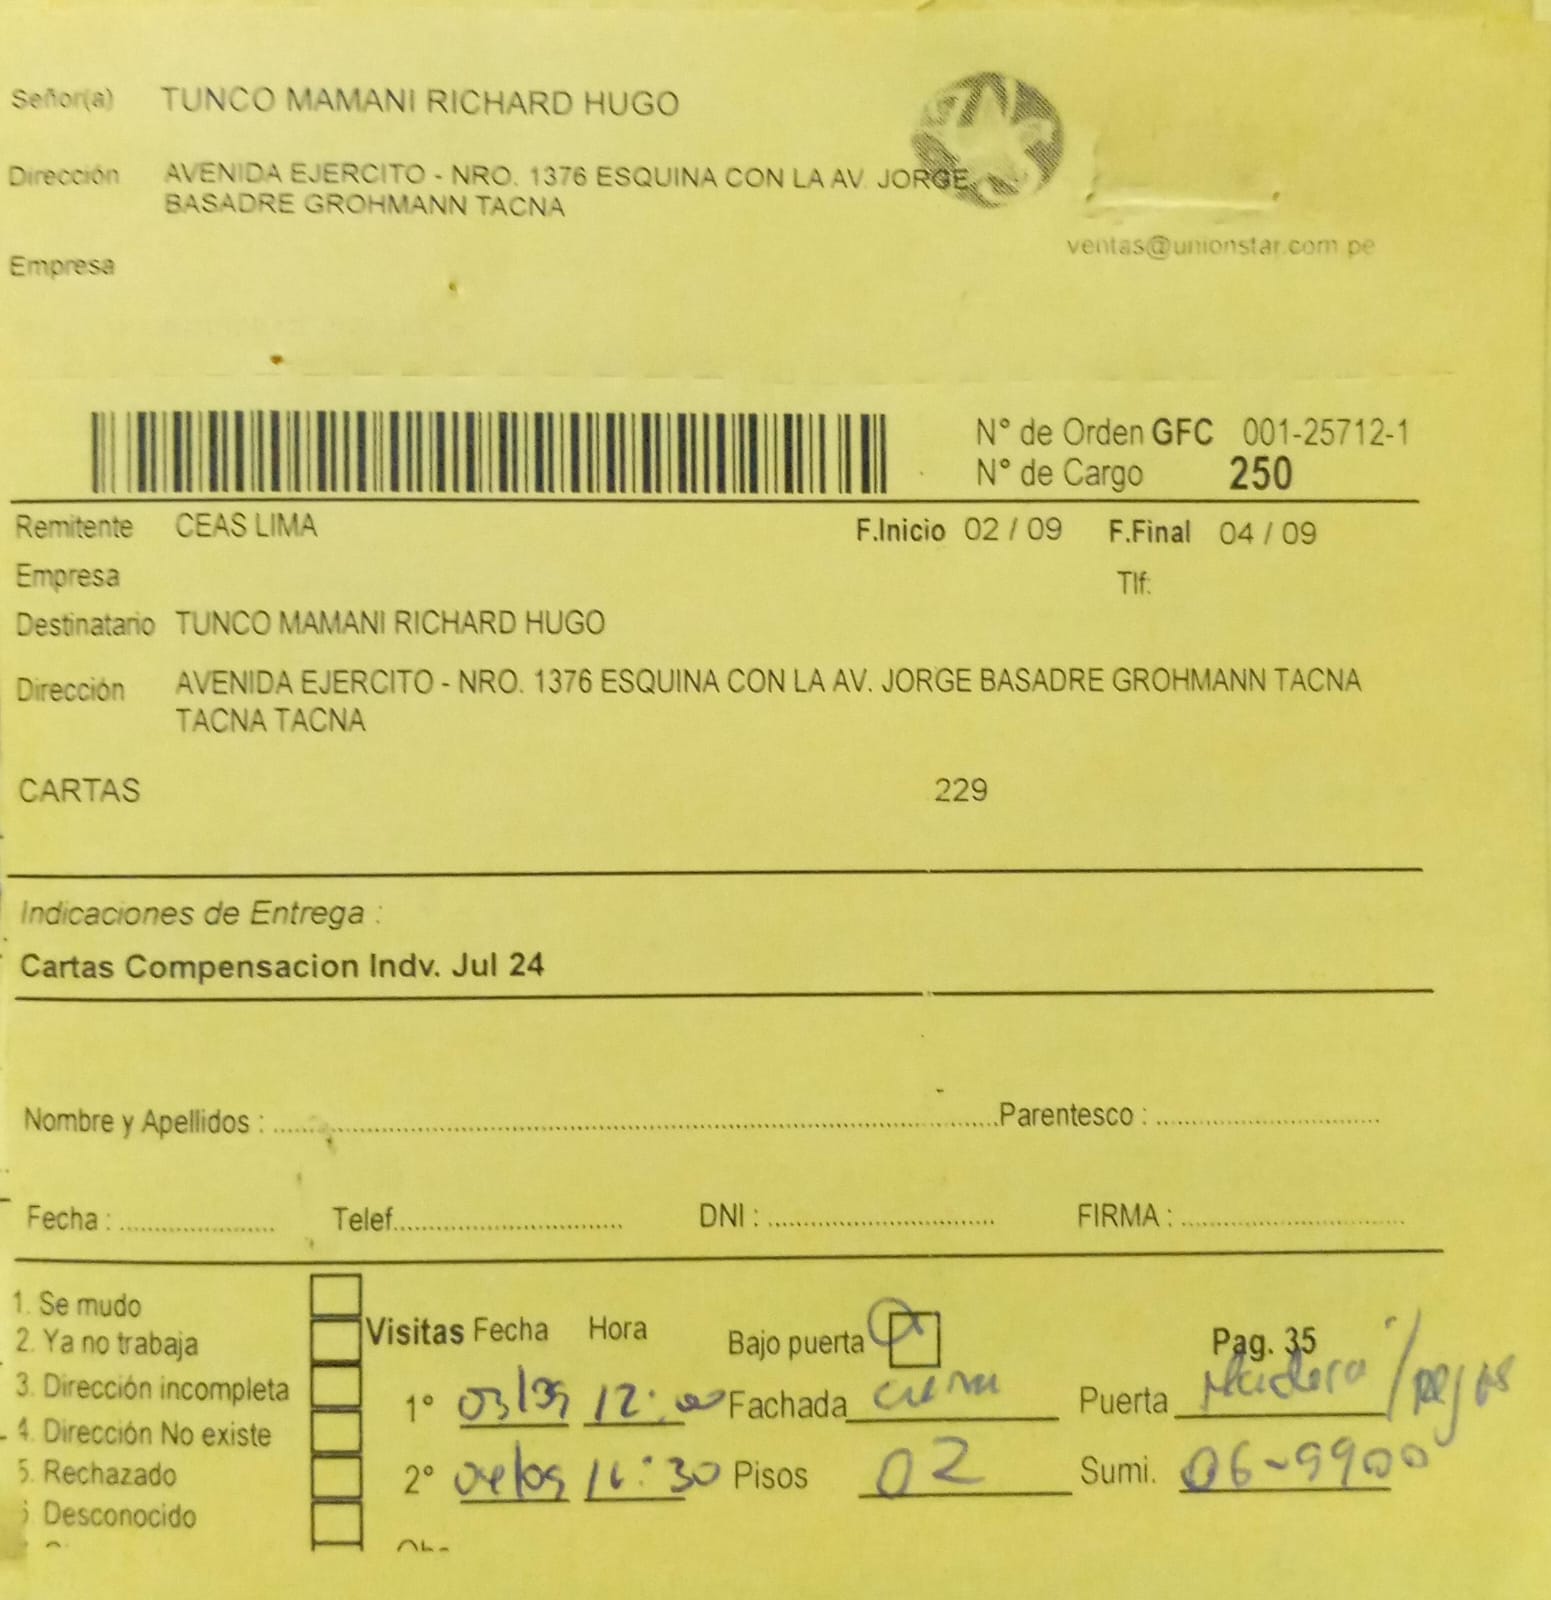 Señor(a) TUNCO MAMANI RICHARD HUGO
Dirección AVENIDA EJERCITO - NRO. 1376 ESQUINA CON LA AV. JORGE
BASADRE GROHMANN TACNA
ventas@unionstar.com.pe
Empresa
N° de Orden GFC 001-25712-1
N° de Cargo 250
Remitente CEAS LIMA F.Inicio 02 / 09 F.Final 04 / 09
Empresa Tlf:
Destinatario TUNCO MAMANI RICHARD HUGO
Dirección AVENIDA EJERCITO - NRO. 1376 ESQUINA CON LA AV. JORGE BASADRE GROHMANN TACNA
TACNA TACNA
CARTAS 229
Indicaciones de Entrega :
Cartas Compensacion Indv. Jul 24
Nombre y Apellidos : Parentesco :
Fecha : Telef. DNI : FIRMA :
1. Se mudo
2. Ya no trabaja
3. Dirección incompleta
4. Dirección No existe
5. Rechazado
6 Desconocido
Visitas Fecha Hora Bajo puerta Pag. 35
1° 03/09 12:00 Fachada Puerta Madera / Rejas
2° 04/09 16:30 Pisos 02 Sumi. 06-9900